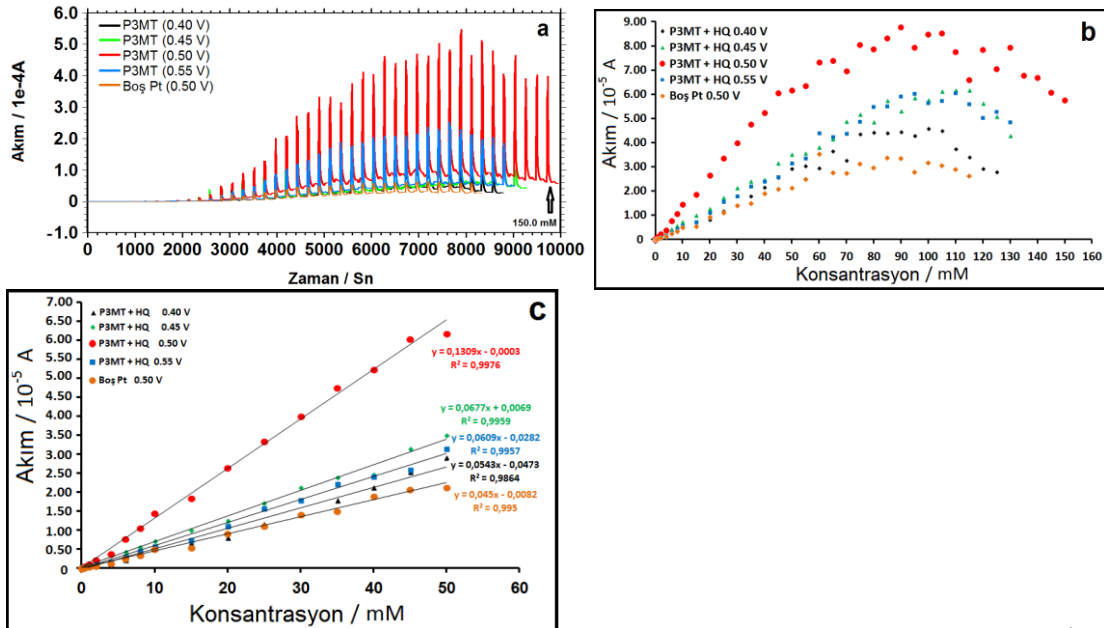 a
P3MT (0.40 V)
P3MT (0.45 V)
P3MT (0.50 V)
P3MT (0.55 V)
Boş Pt (0.50 V)
Akım / 1e-4A
6.0
5.0
4.0
3.0
2.0
1.0
0
-1.0
150.0 mM
0 1000 2000 3000 4000 5000 6000 7000 8000 9000 10000
Zaman / Sn
b
P3MT + HQ 0.40 V
P3MT + HQ 0.45 V
P3MT + HQ 0.50 V
P3MT + HQ 0.55 V
Boş Pt 0.50 V
Akım / 10-5 A
10.00
9.00
8.00
7.00
6.00
5.00
4.00
3.00
2.00
1.00
0.00
0 10 20 30 40 50 60 70 80 90 100 110 120 130 140 150 160
Konsantrasyon / mM
c
P3MT + HQ 0.40 V
P3MT + HQ 0.45 V
P3MT + HQ 0.50 V
P3MT + HQ 0.55 V
Boş Pt 0.50 V
Akım / 10-5 A
7.00
6.00
6.50
5.00
4.00
3.50
3.00
2.50
2.00
1.50
1.00
0.50
0.00
y = 0,1309x - 0,0003
R² = 0,9976
y = 0,0677x + 0,0069
R² = 0,9959
y = 0,0609x - 0,0282
R² = 0,9957
y = 0,0543x - 0,0473
R² = 0,9864
y = 0,045x - 0,0082
R² = 0,995
0 10 20 30 40 50 60
Konsantrasyon / mM